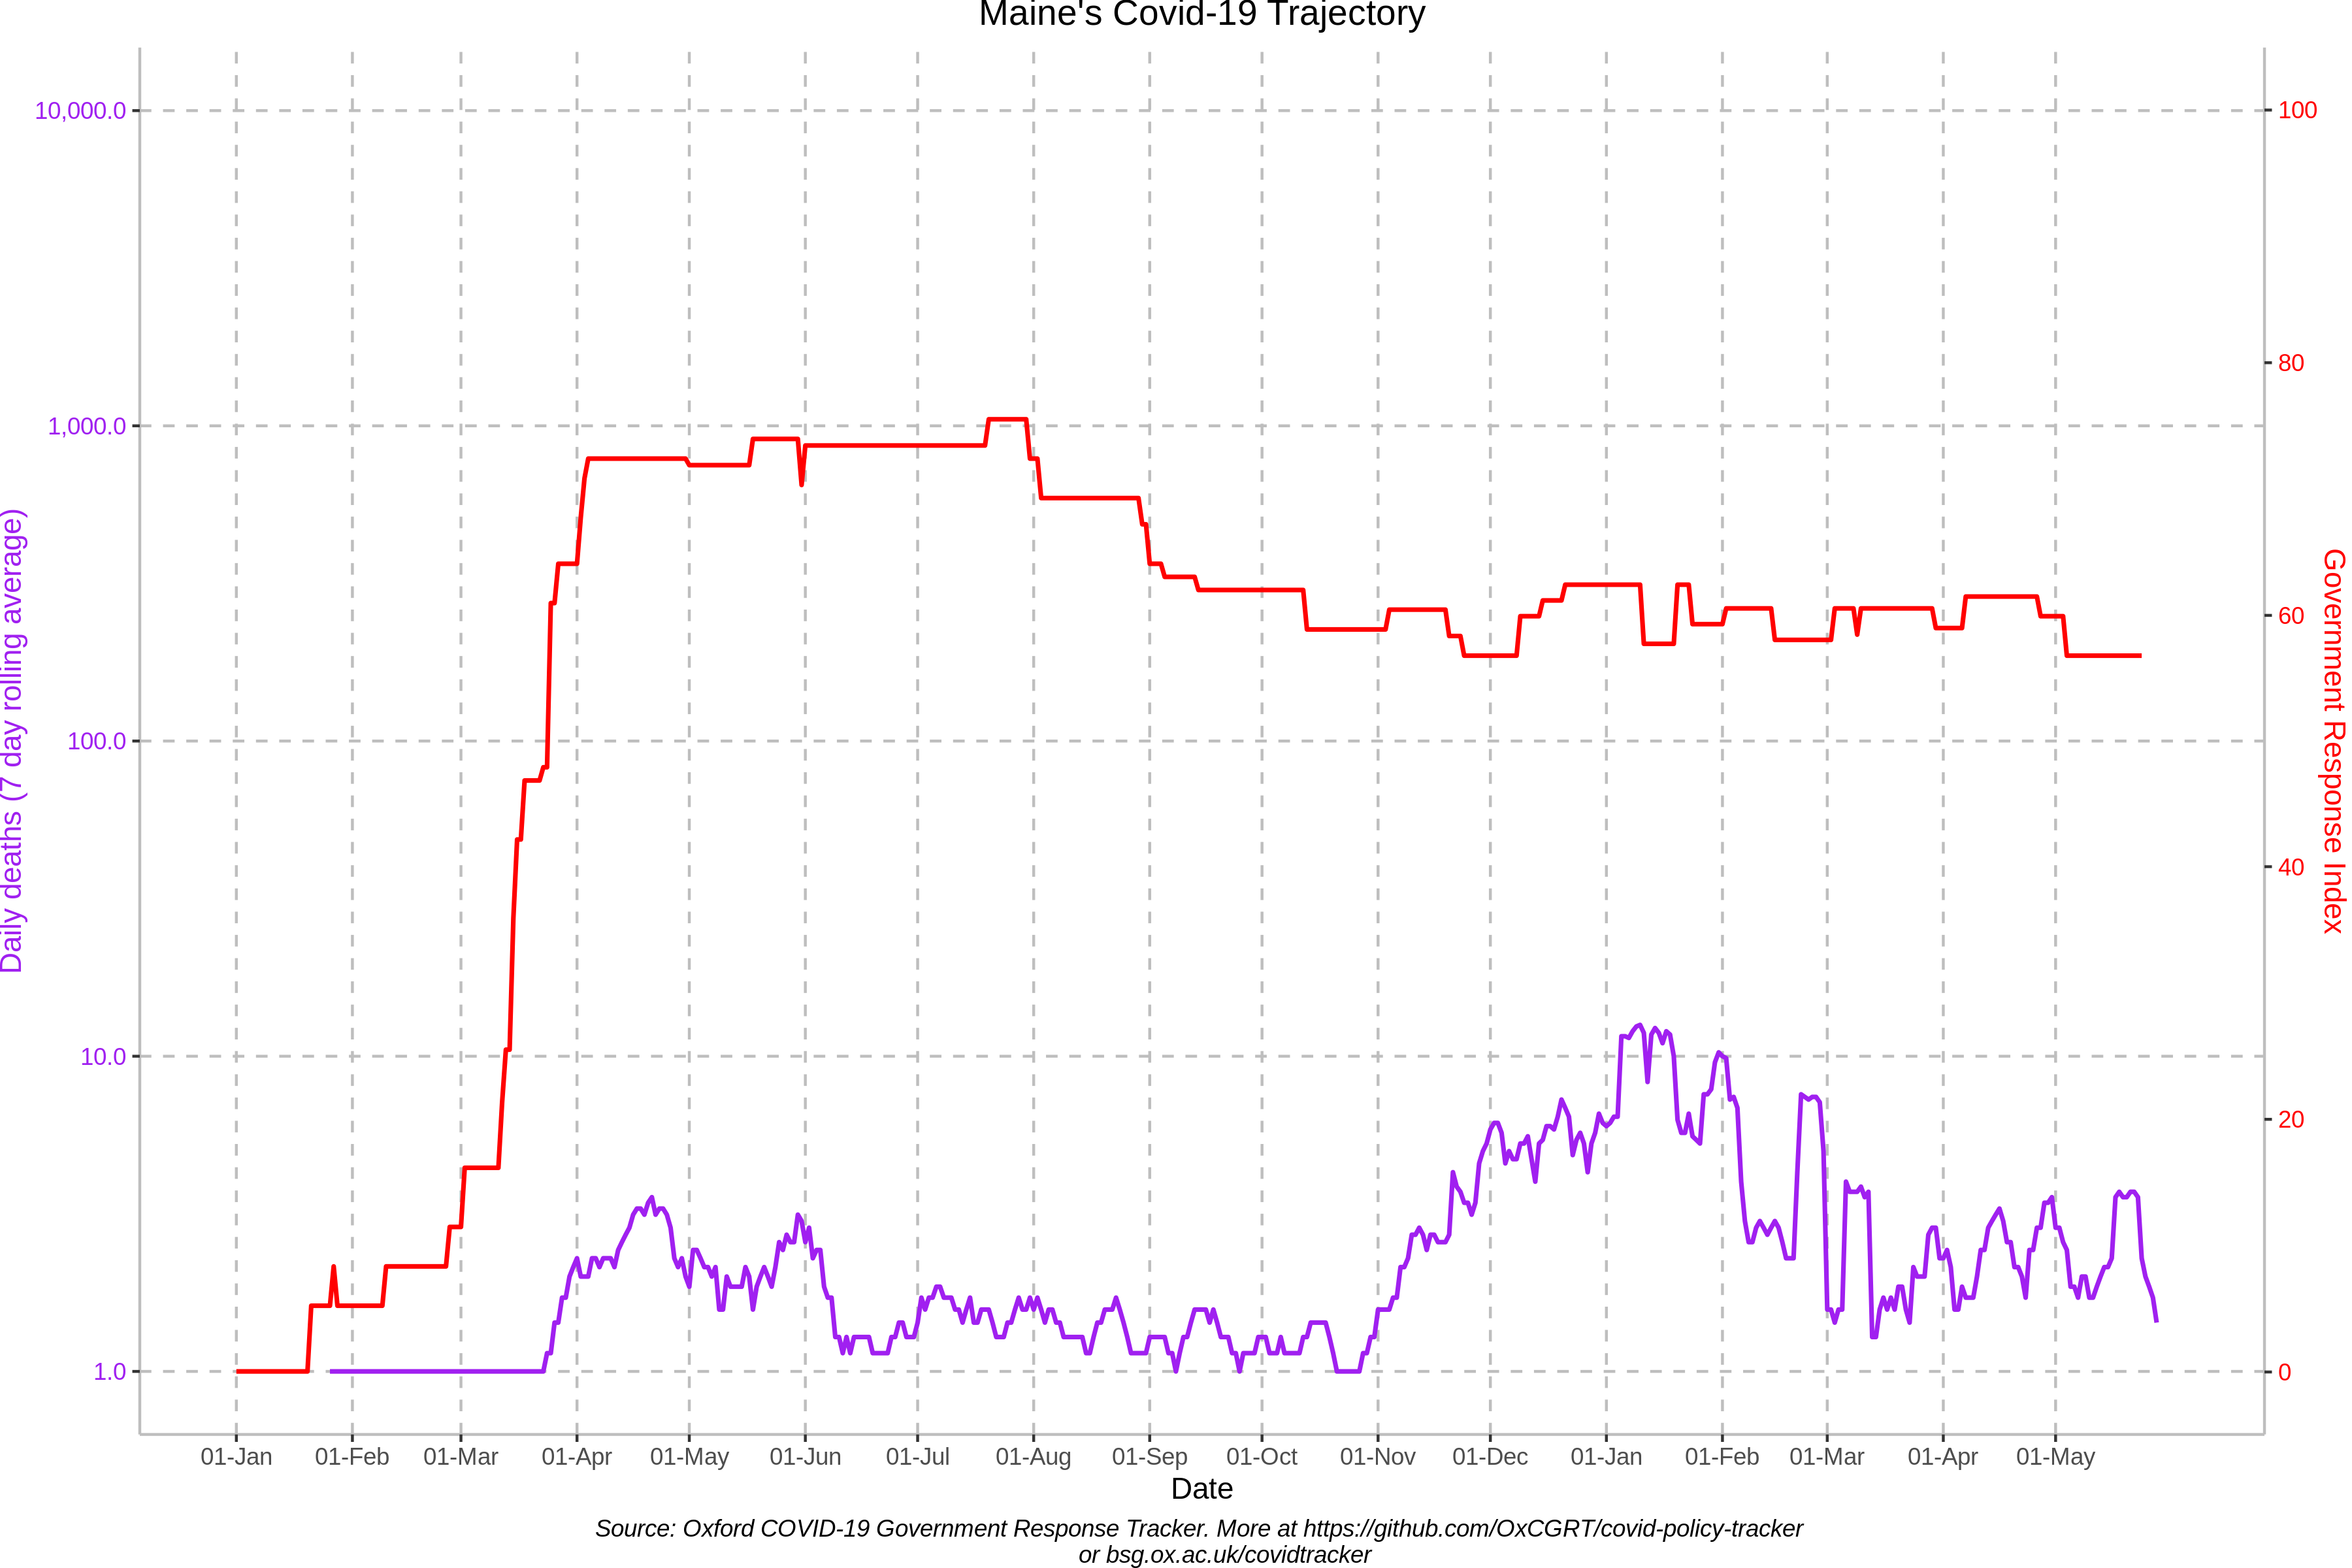 Maine's Covid-19 Trajectory
10,000.0
1,000.0
100.0
10.0
1.0
Daily deaths (7 day rolling average)
100
80
60
40
20
0
Government Response Index
01-Jan 01-Feb 01-Mar 01-Apr 01-May 01-Jun 01-Jul 01-Aug 01-Sep 01-Oct 01-Nov 01-Dec 01-Jan 01-Feb 01-Mar 01-Apr 01-May
Date
Source: Oxford COVID-19 Government Response Tracker. More at https://github.com/OxCGRT/covid-policy-tracker
or bsg.ox.ac.uk/covidtracker